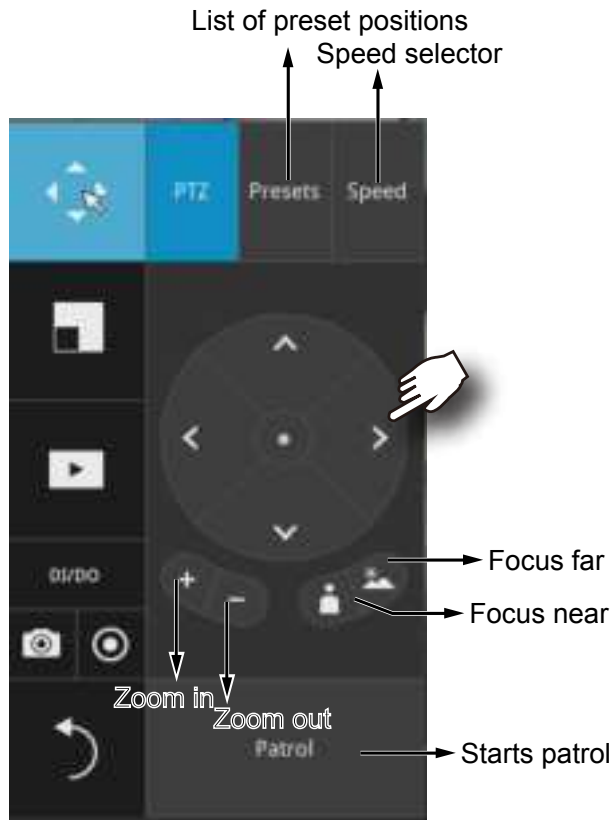 List of preset positions
Speed selector
PTZ
Presets
Speed
DI/DO
Focus far
Focus near
Zoom in
Zoom out
Patrol
Starts patrol